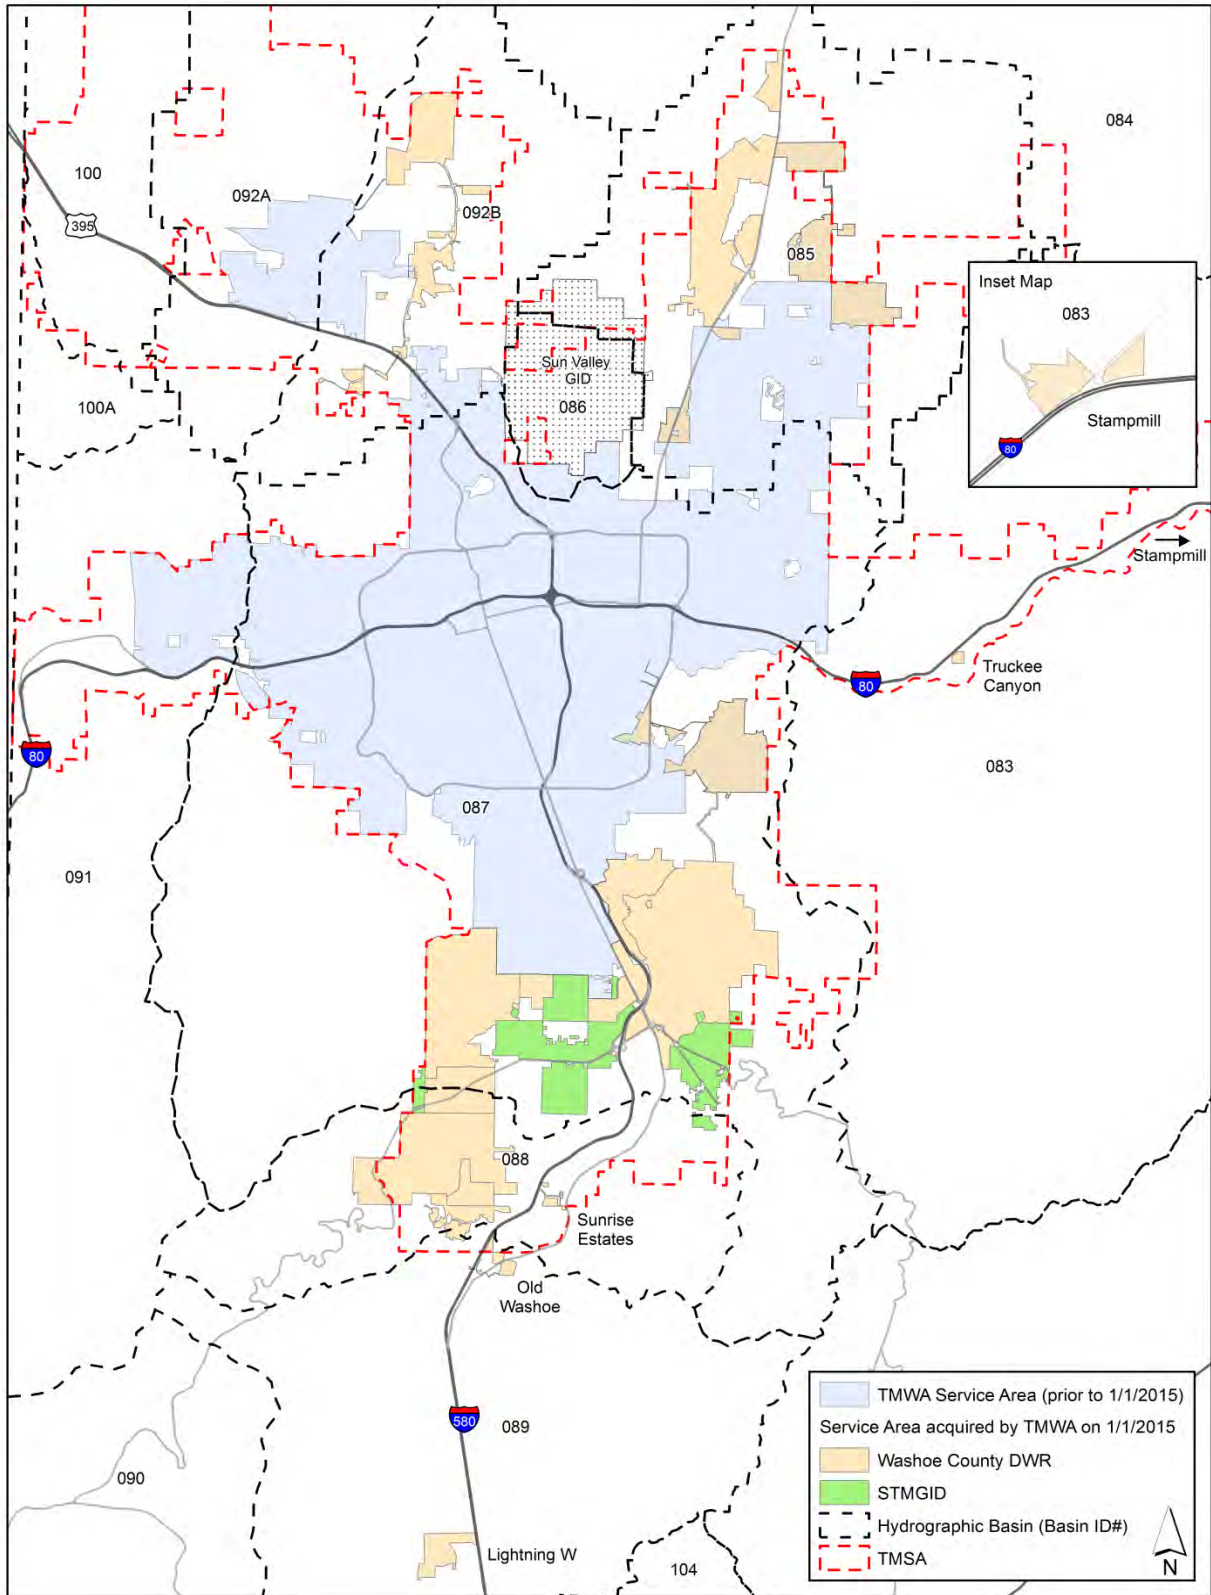 084
100
092A
092B
395
085
Inset Map
083
Stampmill
80
Sun Valley
GID
086
100A
Stampmill
Truckee
Canyon
80
80
083
087
091
088
Sunrise
Estates
Old
Washoe
580
089
090
Lightning W
104
TMWA Service Area (prior to 1/1/2015)
Service Area acquired by TMWA on 1/1/2015
Washoe County DWR
STMGID
Hydrographic Basin (Basin ID#)
TMSA
N